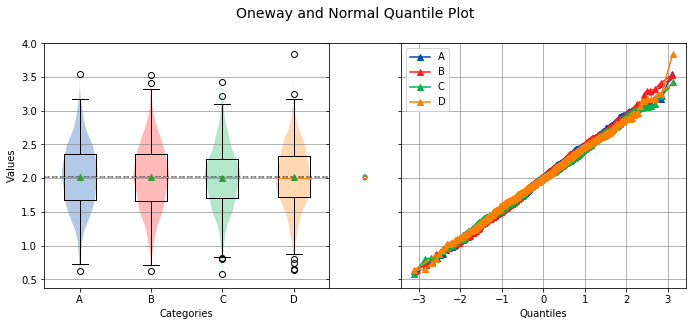 Oneway and Normal Quantile Plot
Values
4.0
3.5
3.0
2.5
2.0
1.5
1.0
0.5
A B C D
Categories
A
B
C
D
−3 −2 −1 0 1 2 3
Quantiles